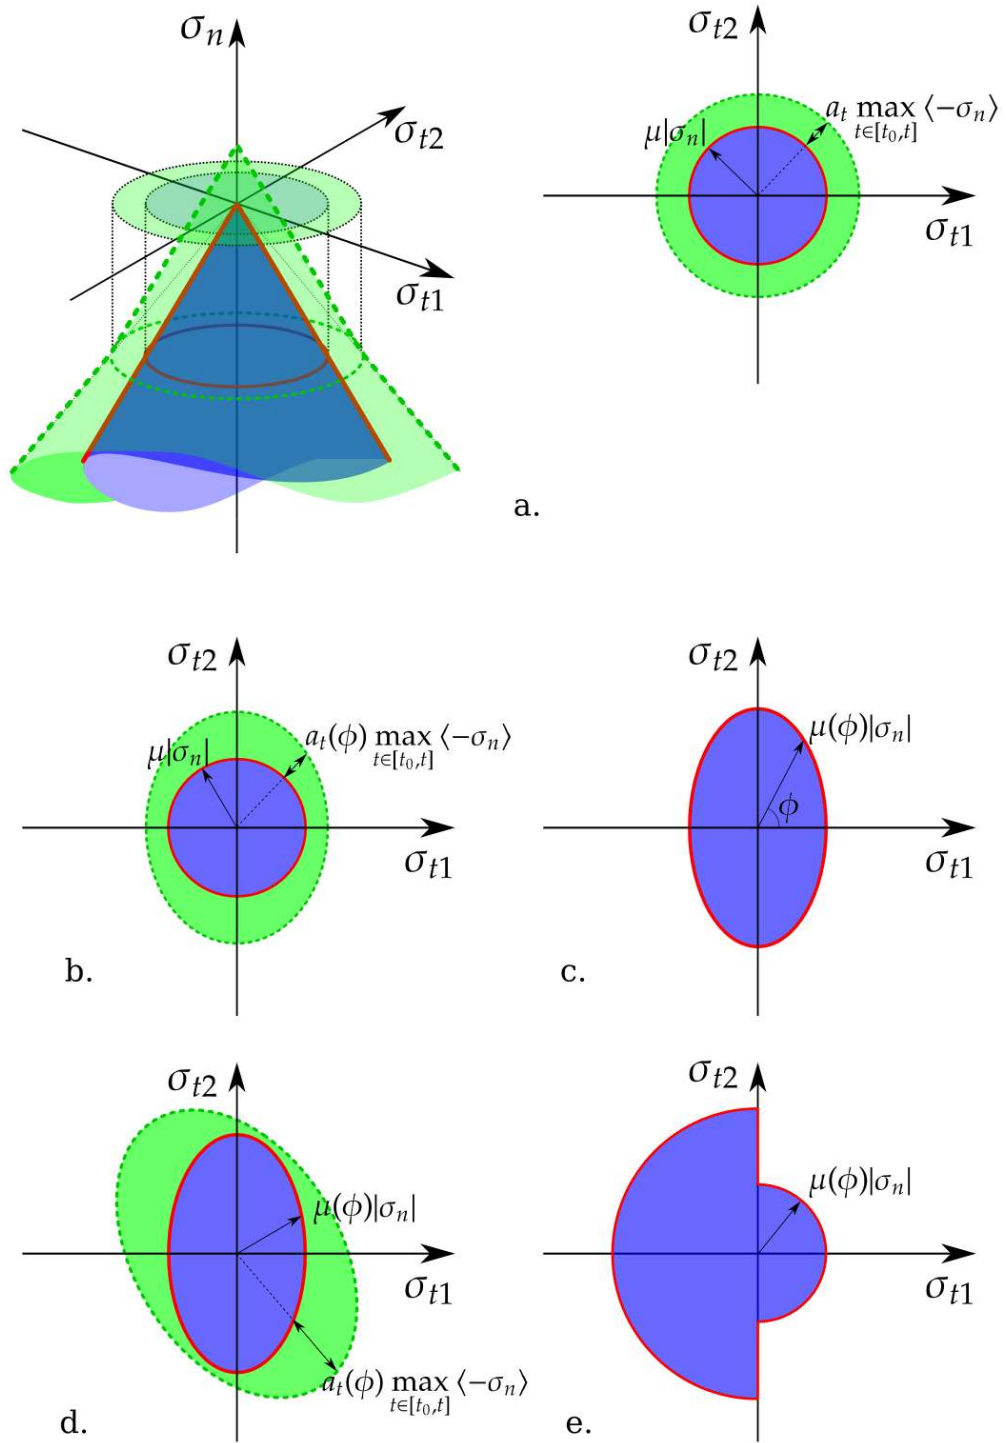 σn
σt2
σt1
σt2
μ|σn|
at max ⟨−σn⟩
t∈[t0,t]
σt1
a.
σt2
μ|σn|
at(ϕ) max ⟨−σn⟩
t∈[t0,t]
σt1
b.
σt2
μ(ϕ)|σn|
ϕ
σt1
c.
σt2
μ(ϕ)|σn|
σt1
at(ϕ) max ⟨−σn⟩
t∈[t0,t]
d.
σt2
μ(ϕ)|σn|
σt1
e.